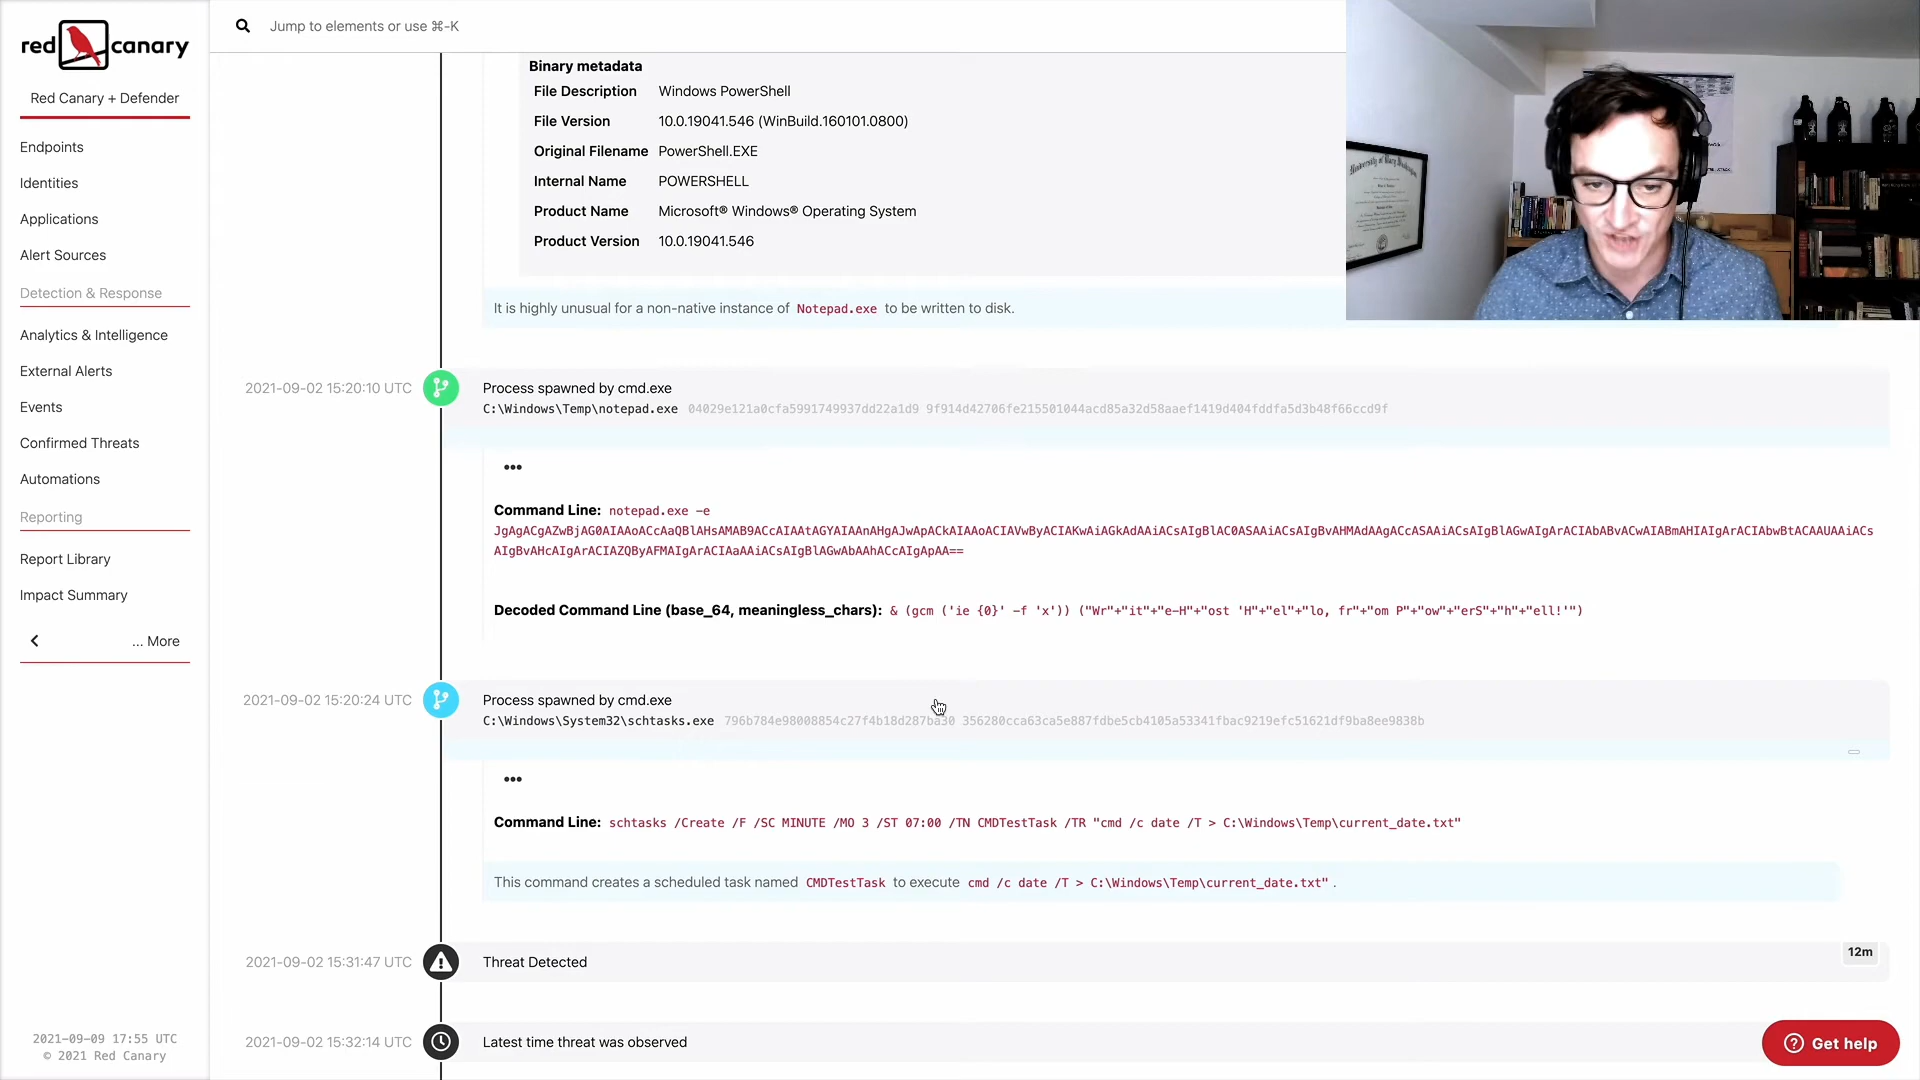 red canary
Jump to elements or use ⌘-K
Red Canary + Defender
Endpoints
Identities
Applications
Alert Sources
Detection & Response
Analytics & Intelligence
External Alerts
Events
Confirmed Threats
Automations
Reporting
Report Library
Impact Summary
... More
2021-09-09 17:55 UTC
© 2021 Red Canary
Binary metadata
File Description Windows PowerShell
File Version 10.0.19041.546 (WinBuild.160101.0800)
Original Filename PowerShell.EXE
Internal Name POWERSHELL
Product Name Microsoft® Windows® Operating System
Product Version 10.0.19041.546
It is highly unusual for a non-native instance of Notepad.exe to be written to disk.
2021-09-02 15:20:10 UTC
Process spawned by cmd.exe
C:\Windows\Temp\notepad.exe 04029e121a0cfa5991749937dd22a1d9 9f914d42706fe215501044acd85a32d58aaef1419d404fddfa5d3b48f66ccd9f
Command Line: notepad.exe -e
JgAgACgAZwBjAG0AIAAoACcAaQBlAHsAMAB9ACcAIAAtAGYAIAAnAHgAJwApACkAIAAoACIAVwByACIAKwAiAGkAdAAiACsAIgBlAC0ASAAiACsAIgBvAHMAdAAgACcASAAiACsAIgBlAGwAIgArACIAbABvACwAIABmAHIAIgArACIAbwBtACAAUAAiACs
AIgBvAHcAIgArACIAZQByAFMAIgArACIAaAAiACsAIgBlAGwAbAAhACcAIgApAA==
Decoded Command Line (base_64, meaningless_chars): & (gcm ('ie {0}' -f 'x')) ("Wr"+"it"+"e-H"+"ost 'H"+"el"+"lo, fr"+"om P"+"ow"+"erS"+"h"+"ell!'")
2021-09-02 15:20:24 UTC
Process spawned by cmd.exe
C:\Windows\System32\schtasks.exe 796b784e98008854c27f4b18d287ba30 356280cca63ca5e887fdbe5cb4105a53341fbac9219efc51621df9ba8ee9838b
Command Line: schtasks /Create /F /SC MINUTE /MO 3 /ST 07:00 /TN CMDTestTask /TR "cmd /c date /T > C:\Windows\Temp\current_date.txt"
This command creates a scheduled task named CMDTestTask to execute cmd /c date /T > C:\Windows\Temp\current_date.txt" .
2021-09-02 15:31:47 UTC
Threat Detected
12m
2021-09-02 15:32:14 UTC
Latest time threat was observed
Get help